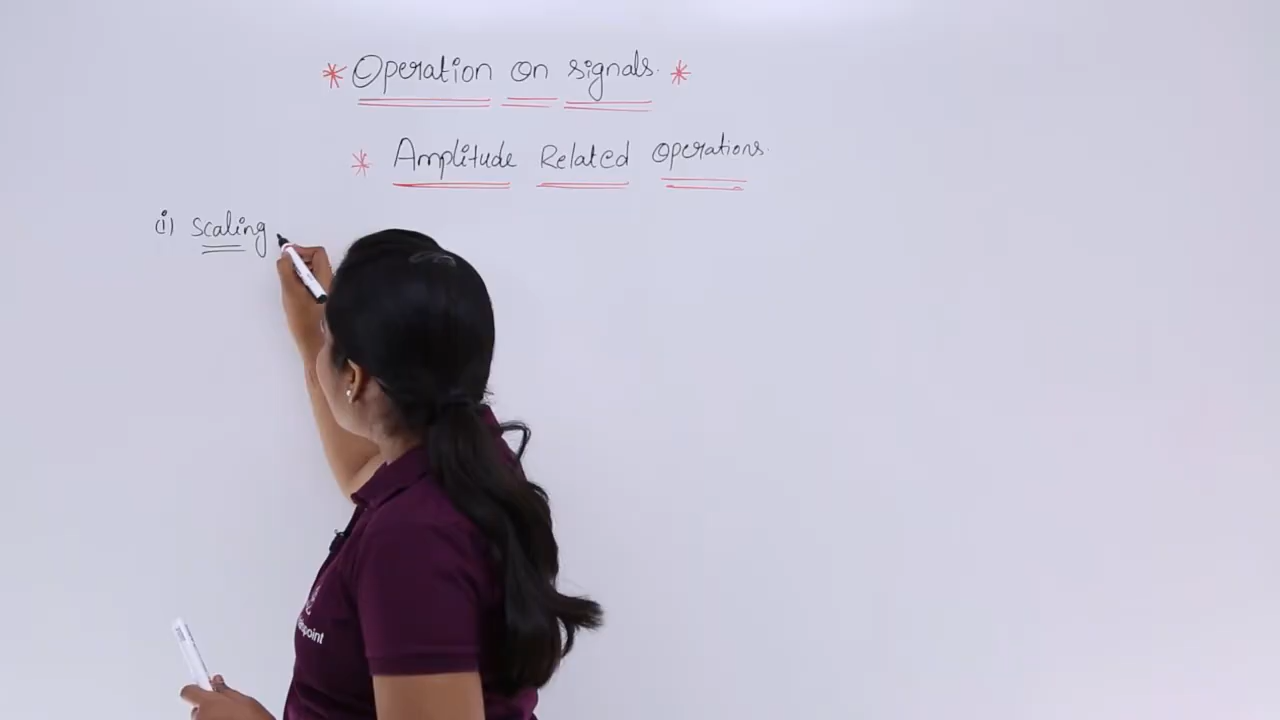 * Operation on signals. *
* Amplitude Related operations.
(i) scaling